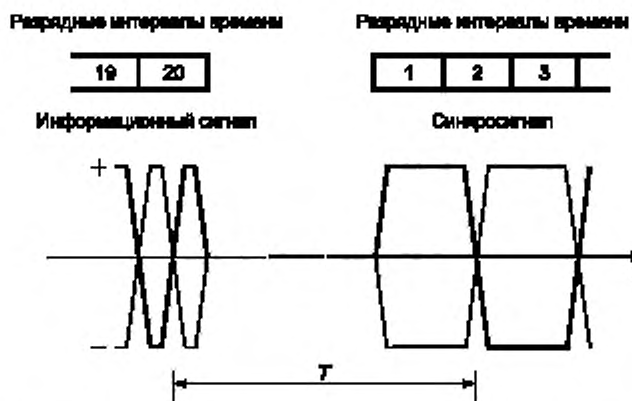 Разрядные интервалы времени
Разрядные интервалы времени
19 20
1 2 3
Информационный сигнал
Синхросигнал
+
–
T